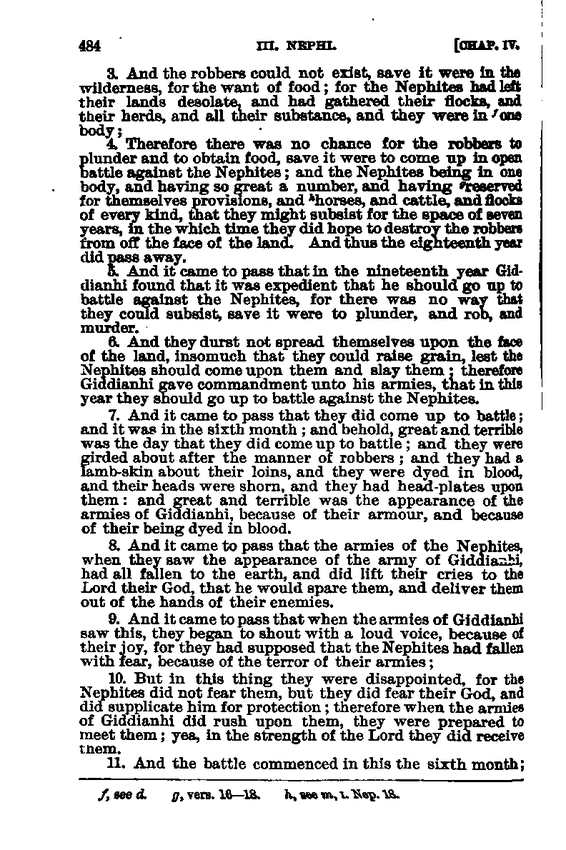 484 III. NEPHI. [CHAP. IV.
3. And the robbers could not exist, save it were in the
wilderness, for the want of food; for the Nephites had left
their lands desolate, and had gathered their flocks, and
their herds, and all their substance, and they were in ᶠone
body;
4. Therefore there was no chance for the robbers to
plunder and to obtain food, save it were to come up in open
battle against the Nephites; and the Nephites being in one
body, and having so great a number, and having ᵍreserved
for themselves provisions, and ʰhorses, and cattle, and flocks
of every kind, that they might subsist for the space of seven
years, in the which time they did hope to destroy the robbers
from off the face of the land. And thus the eighteenth year
did pass away.
5. And it came to pass that in the nineteenth year Gid-
dianhi found that it was expedient that he should go up to
battle against the Nephites, for there was no way that
they could subsist, save it were to plunder, and rob, and
murder.
6. And they durst not spread themselves upon the face
of the land, insomuch that they could raise grain, lest the
Nephites should come upon them and slay them; therefore
Giddianhi gave commandment unto his armies, that in this
year they should go up to battle against the Nephites.
7. And it came to pass that they did come up to battle;
and it was in the sixth month; and behold, great and terrible
was the day that they did come up to battle; and they were
girded about after the manner of robbers; and they had a
lamb-skin about their loins, and they were dyed in blood,
and their heads were shorn, and they had head-plates upon
them: and great and terrible was the appearance of the
armies of Giddianhi, because of their armour, and because
of their being dyed in blood.
8. And it came to pass that the armies of the Nephites,
when they saw the appearance of the army of Giddianhi,
had all fallen to the earth, and did lift their cries to the
Lord their God, that he would spare them, and deliver them
out of the hands of their enemies.
9. And it came to pass that when the armies of Giddianhi
saw this, they began to shout with a loud voice, because of
their joy, for they had supposed that the Nephites had fallen
with fear, because of the terror of their armies;
10. But in this thing they were disappointed, for the
Nephites did not fear them, but they did fear their God, and
did supplicate him for protection; therefore when the armies
of Giddianhi did rush upon them, they were prepared to
meet them; yea, in the strength of the Lord they did receive
them.
11. And the battle commenced in this the sixth month;
f, see d. g, vers. 16—18. h, see m, I. Nep. 18.